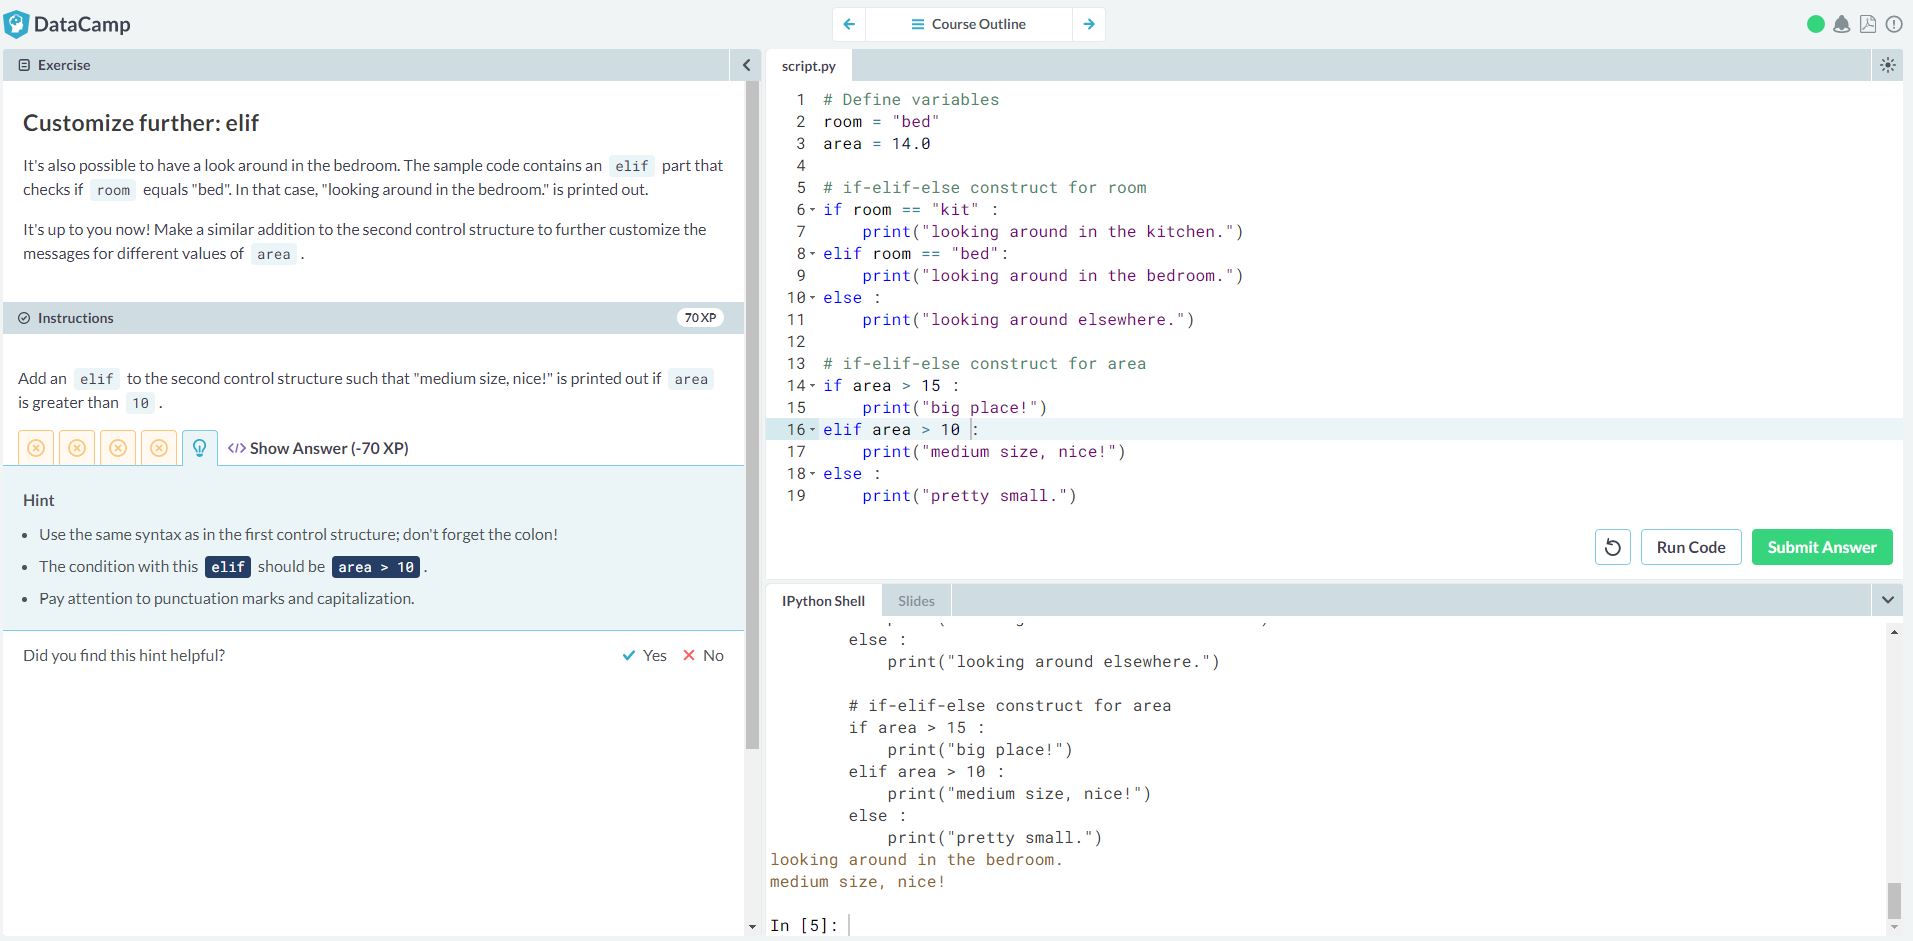 DataCamp
Course Outline
Exercise
Customize further: elif
It's also possible to have a look around in the bedroom. The sample code contains an elif part that
checks if room equals "bed". In that case, "looking around in the bedroom." is printed out.
It's up to you now! Make a similar addition to the second control structure to further customize the
messages for different values of area .
Instructions
70 XP
Add an elif to the second control structure such that "medium size, nice!" is printed out if area
is greater than 10 .
</> Show Answer (-70 XP)
Hint
• Use the same syntax as in the first control structure; don't forget the colon!
• The condition with this elif should be area > 10 .
• Pay attention to punctuation marks and capitalization.
Did you find this hint helpful?
Yes No
script.py
1 # Define variables
2 room = "bed"
3 area = 14.0
4
5 # if-elif-else construct for room
6 if room == "kit" :
7     print("looking around in the kitchen.")
8 elif room == "bed":
9     print("looking around in the bedroom.")
10 else :
11     print("looking around elsewhere.")
12
13 # if-elif-else construct for area
14 if area > 15 :
15     print("big place!")
16 elif area > 10 :
17     print("medium size, nice!")
18 else :
19     print("pretty small.")
Run Code
Submit Answer
IPython Shell
Slides
else :
    print("looking around elsewhere.")
# if-elif-else construct for area
if area > 15 :
    print("big place!")
elif area > 10 :
    print("medium size, nice!")
else :
    print("pretty small.")
looking around in the bedroom.
medium size, nice!
In [5]: